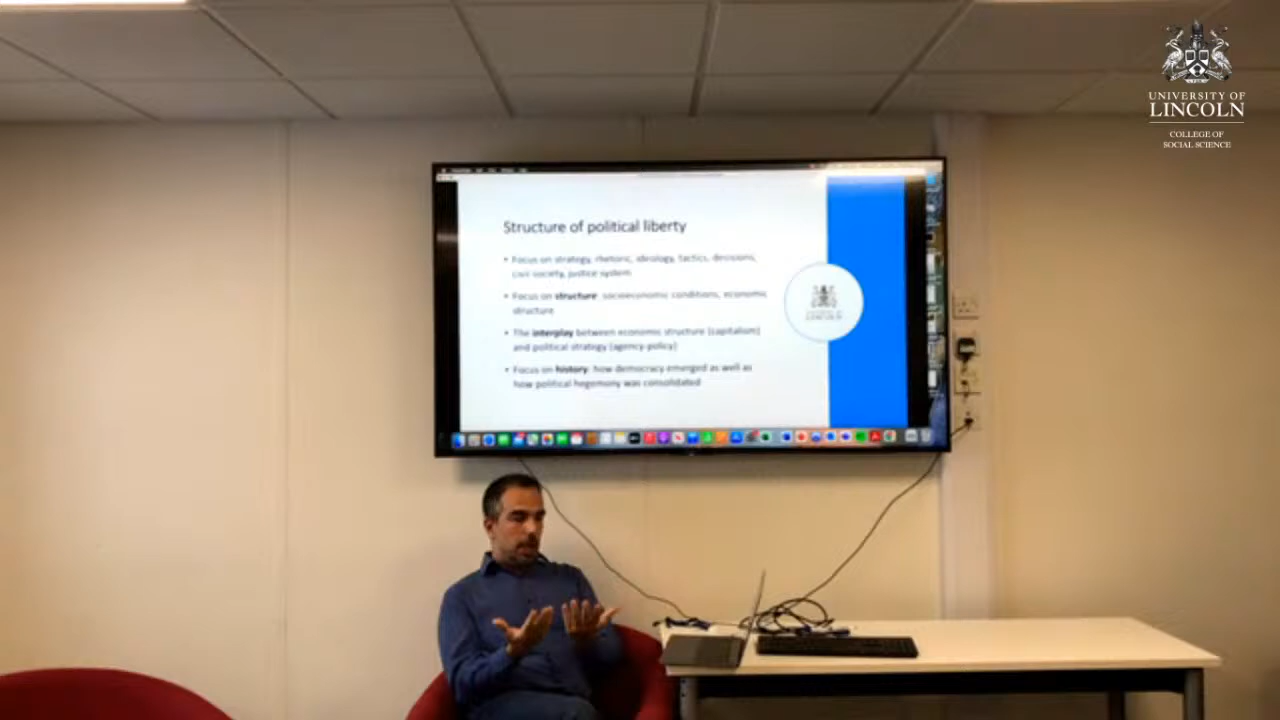 UNIVERSITY OF
LINCOLN
COLLEGE OF
SOCIAL SCIENCE
Structure of political liberty
• Focus on strategy, rhetoric, ideology, tactics, decisions,
civil society, justice system
• Focus on structure: socioeconomic conditions, economic
structure
• The interplay between economic structure (capitalism)
and political strategy (agency-policy)
• Focus on history: how democracy emerged as well as
how political hegemony was consolidated